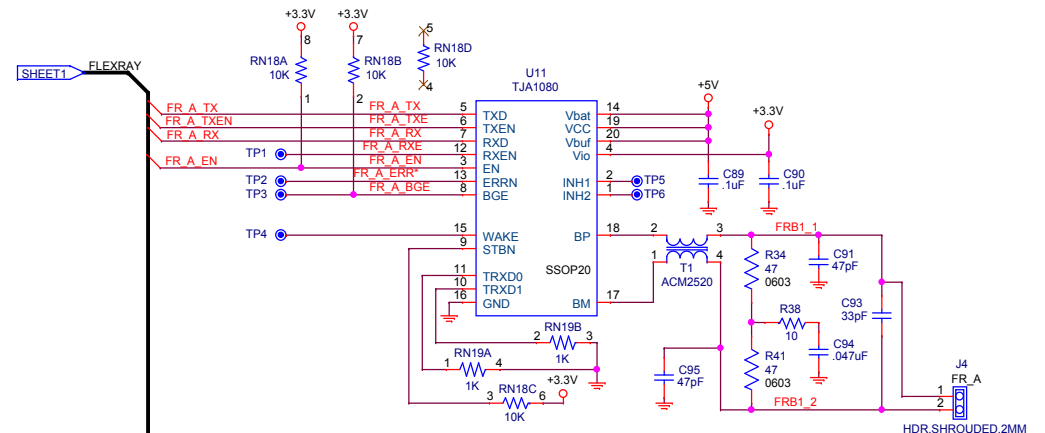 +3.3V +3.3V
8 7 5
RN18A 10K
RN18B 10K
RN18D 10K
1 2 4
SHEET1
FLEXRAY
U11
TJA1080
FR_A_TX FR_A_TX 5 TXD
FR_A_TXEN FR_A_TXE 6 TXEN
FR_A_RX FR_A_RX 7 RXD
TP1 FR_A_RXE 12 RXEN
FR_A_EN FR_A_EN 3 EN
TP2 FR_A_ERR* 13 ERRN
TP3 FR_A_BGE 8 BGE
TP4 15 WAKE
9 STBN
11 TRXD0
10 TRXD1
16 GND
Vbat 14
VCC 19
Vbuf 20
Vio 4
INH1 2 TP5
INH2 1 TP6
BP 18
SSOP20
BM 17
+5V
+3.3V
C89
.1uF
C90
.1uF
2 3
1 4
T1
ACM2520
FRB1_1
R34
47
0603
C91
47pF
R38
10
C93
33pF
C94
.047uF
R41
47
0603
C95
47pF
FRB1_2
J4
FR_A
1
2
HDR,SHROUDED,2MM
RN19B
2 3
1K
RN19A
1 4
1K
+3.3V
RN18C
3 6
10K